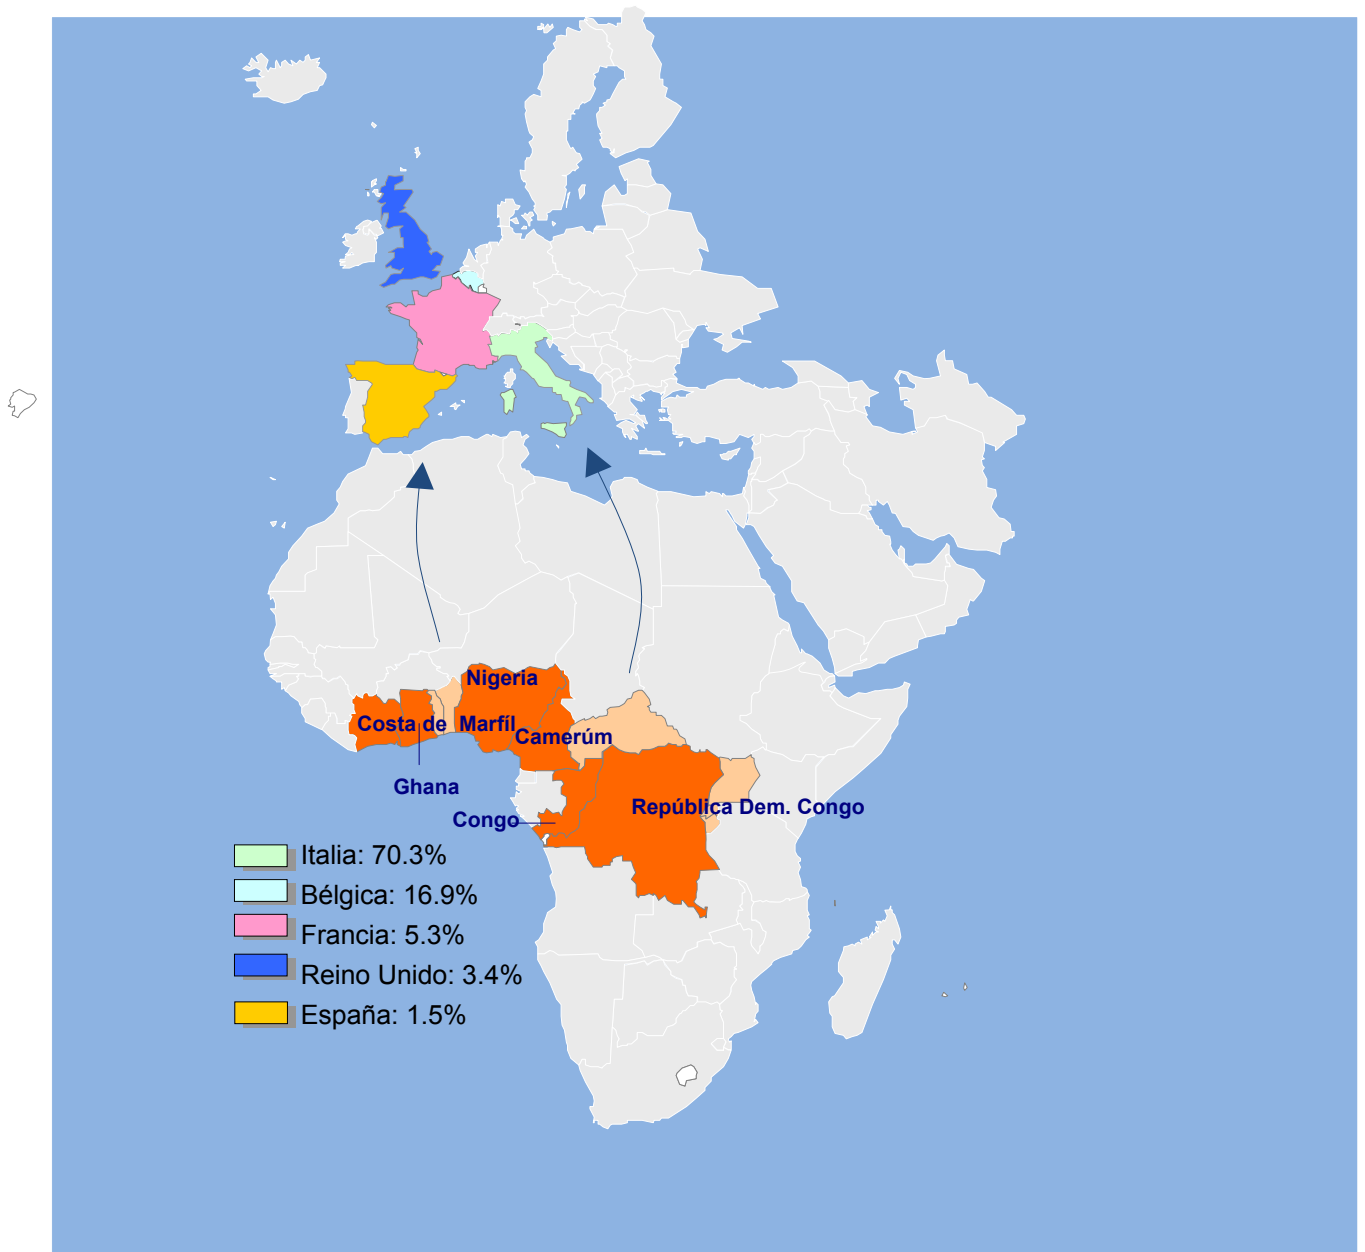 Nigeria
Costa de Marfíl
Camerúm
Ghana
República Dem. Congo
Congo
Italia: 70.3%
Bélgica: 16.9%
Francia: 5.3%
Reino Unido: 3.4%
España: 1.5%